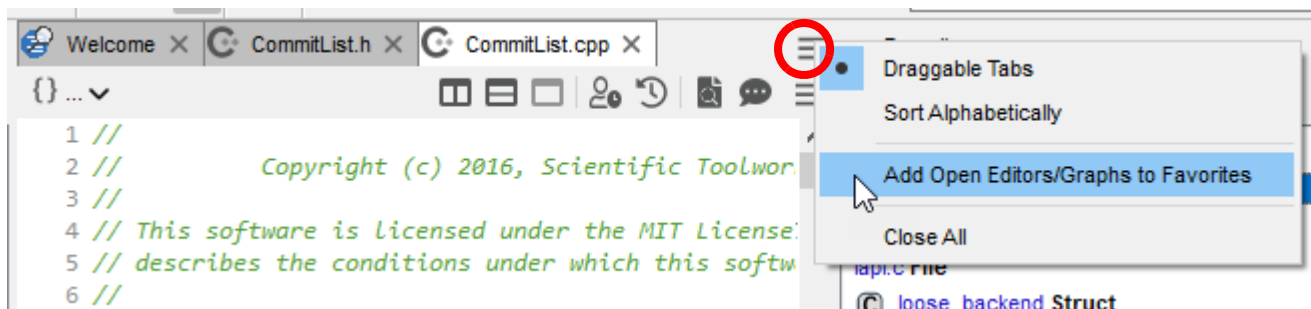 Welcome CommitList.h CommitList.cpp
{} ...
1 //
2 // Copyright (c) 2016, Scientific Toolwor
3 //
4 // This software is licensed under the MIT License
5 // describes the conditions under which this softw
6 //
Draggable Tabs
Sort Alphabetically
Add Open Editors/Graphs to Favorites
Close All
lapi.c File
C loose_backend Struct